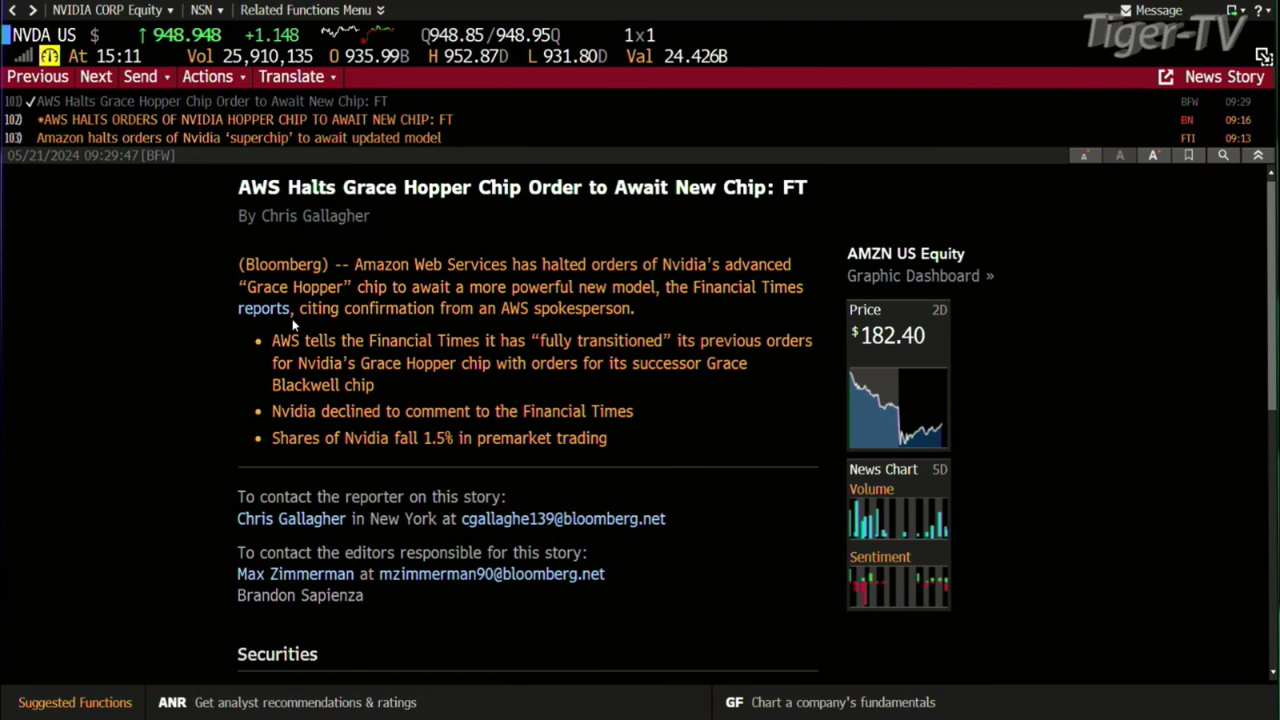 NVIDIA CORP Equity NSN Related Functions Menu Message
Tiger-TV
NVDA US $ ↑ 948.948 +1.148 Q948.85/948.95Q 1x1
At 15:11 Vol 25,910,135 O 935.99B H 952.87D L 931.80D Val 24.426B
Previous Next Send Actions Translate News Story
101) ✓AWS Halts Grace Hopper Chip Order to Await New Chip: FT BFW 09:29
102) *AWS HALTS ORDERS OF NVIDIA HOPPER CHIP TO AWAIT NEW CHIP: FT BN 09:16
103) Amazon halts orders of Nvidia ‘superchip’ to await updated model FTI 09:13
05/21/2024 09:29:47 [BFW] A A A
AWS Halts Grace Hopper Chip Order to Await New Chip: FT
By Chris Gallagher
(Bloomberg) -- Amazon Web Services has halted orders of Nvidia’s advanced
“Grace Hopper” chip to await a more powerful new model, the Financial Times
reports, citing confirmation from an AWS spokesperson.
• AWS tells the Financial Times it has “fully transitioned” its previous orders
for Nvidia’s Grace Hopper chip with orders for its successor Grace
Blackwell chip
• Nvidia declined to comment to the Financial Times
• Shares of Nvidia fall 1.5% in premarket trading
To contact the reporter on this story:
Chris Gallagher in New York at cgallaghe139@bloomberg.net
To contact the editors responsible for this story:
Max Zimmerman at mzimmerman90@bloomberg.net
Brandon Sapienza
Securities
AMZN US Equity
Graphic Dashboard »
Price 2D
$182.40
News Chart 5D
Volume
Sentiment
Suggested Functions ANR Get analyst recommendations & ratings GF Chart a company's fundamentals